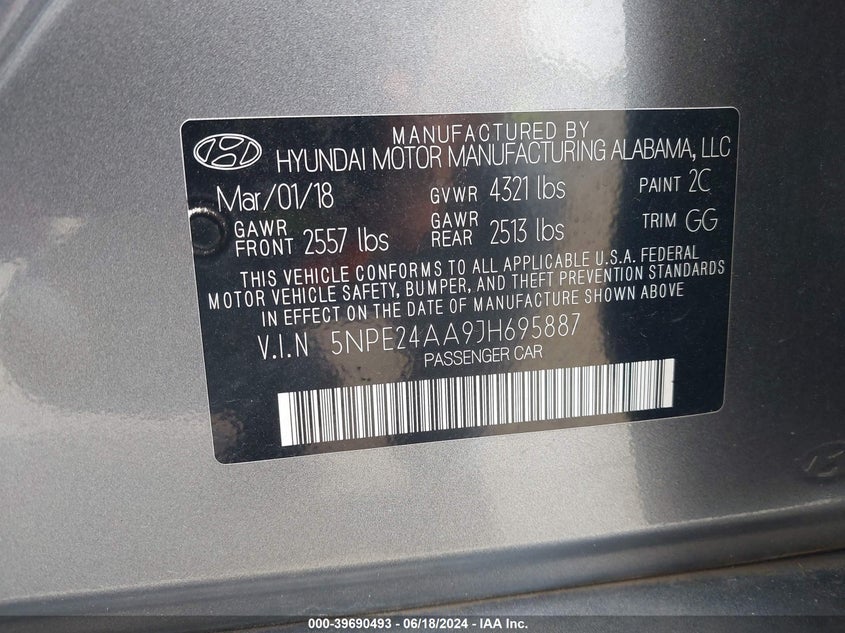 MANUFACTURED BY
HYUNDAI MOTOR MANUFACTURING ALABAMA, LLC
Mar/01/18 GVWR 4321 lbs PAINT 2C
GAWR FRONT 2557 lbs GAWR REAR 2513 lbs TRIM GG
THIS VEHICLE CONFORMS TO ALL APPLICABLE U.S.A. FEDERAL
MOTOR VEHICLE SAFETY, BUMPER, AND THEFT PREVENTION STANDARDS
IN EFFECT ON THE DATE OF MANUFACTURE SHOWN ABOVE
V.I.N 5NPE24AA9JH695887
PASSENGER CAR
000-39690493 - 06/18/2024 - IAA Inc.